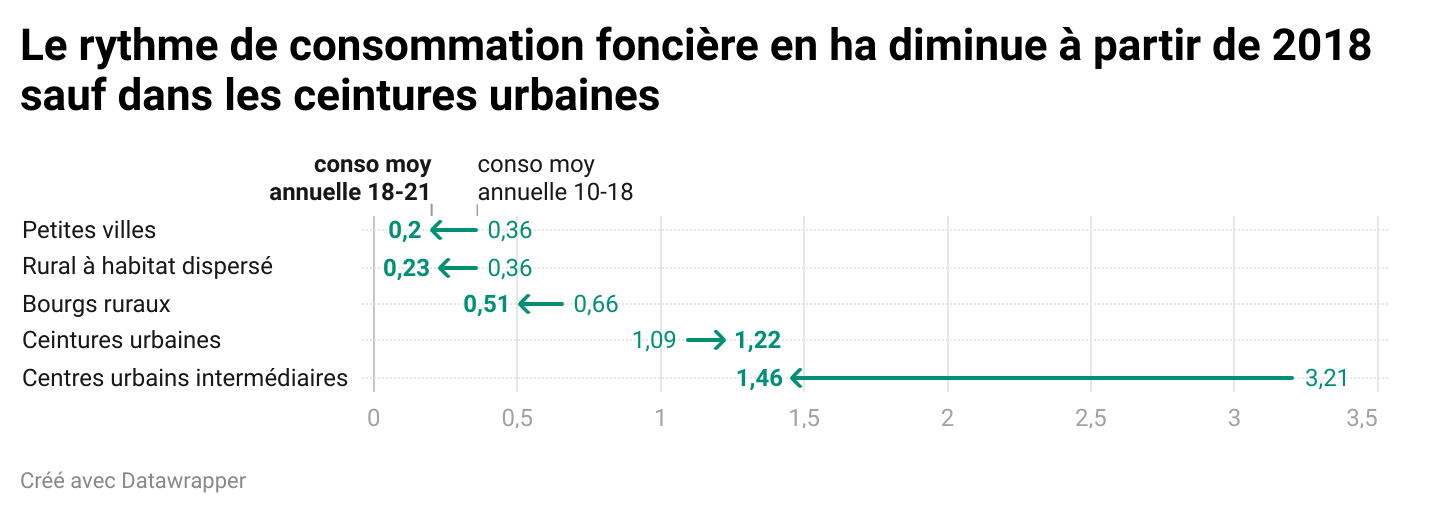 Le rythme de consommation foncière en ha diminue à partir de 2018
sauf dans les ceintures urbaines
conso moy
annuelle 18-21
conso moy
annuelle 10-18
Petites villes
0,2
0,36
Rural à habitat dispersé
0,23
0,36
Bourgs ruraux
0,51
0,66
Ceintures urbaines
1,09
1,22
Centres urbains intermédiaires
1,46
3,21
0
0,5
1
1,5
2
2,5
3
3,5
Créé avec Datawrapper